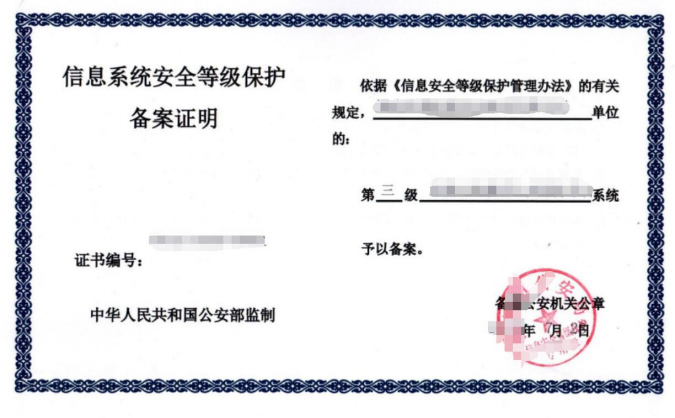 信息系统安全等级保护
备案证明
证书编号：
中华人民共和国公安部监制
依据《信息安全等级保护管理办法》的有关
规定，单位
的：
第三级系统
予以备案。
公安机关公章
年 月 日